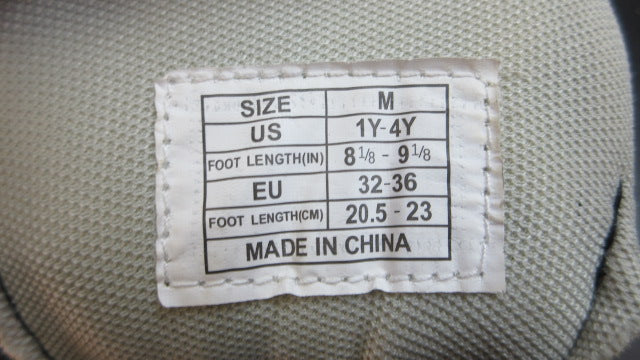 SIZE M
US 1Y-4Y
FOOT LENGTH(IN) 8 1/8 - 9 1/8
EU 32-36
FOOT LENGTH(CM) 20.5 - 23
MADE IN CHINA